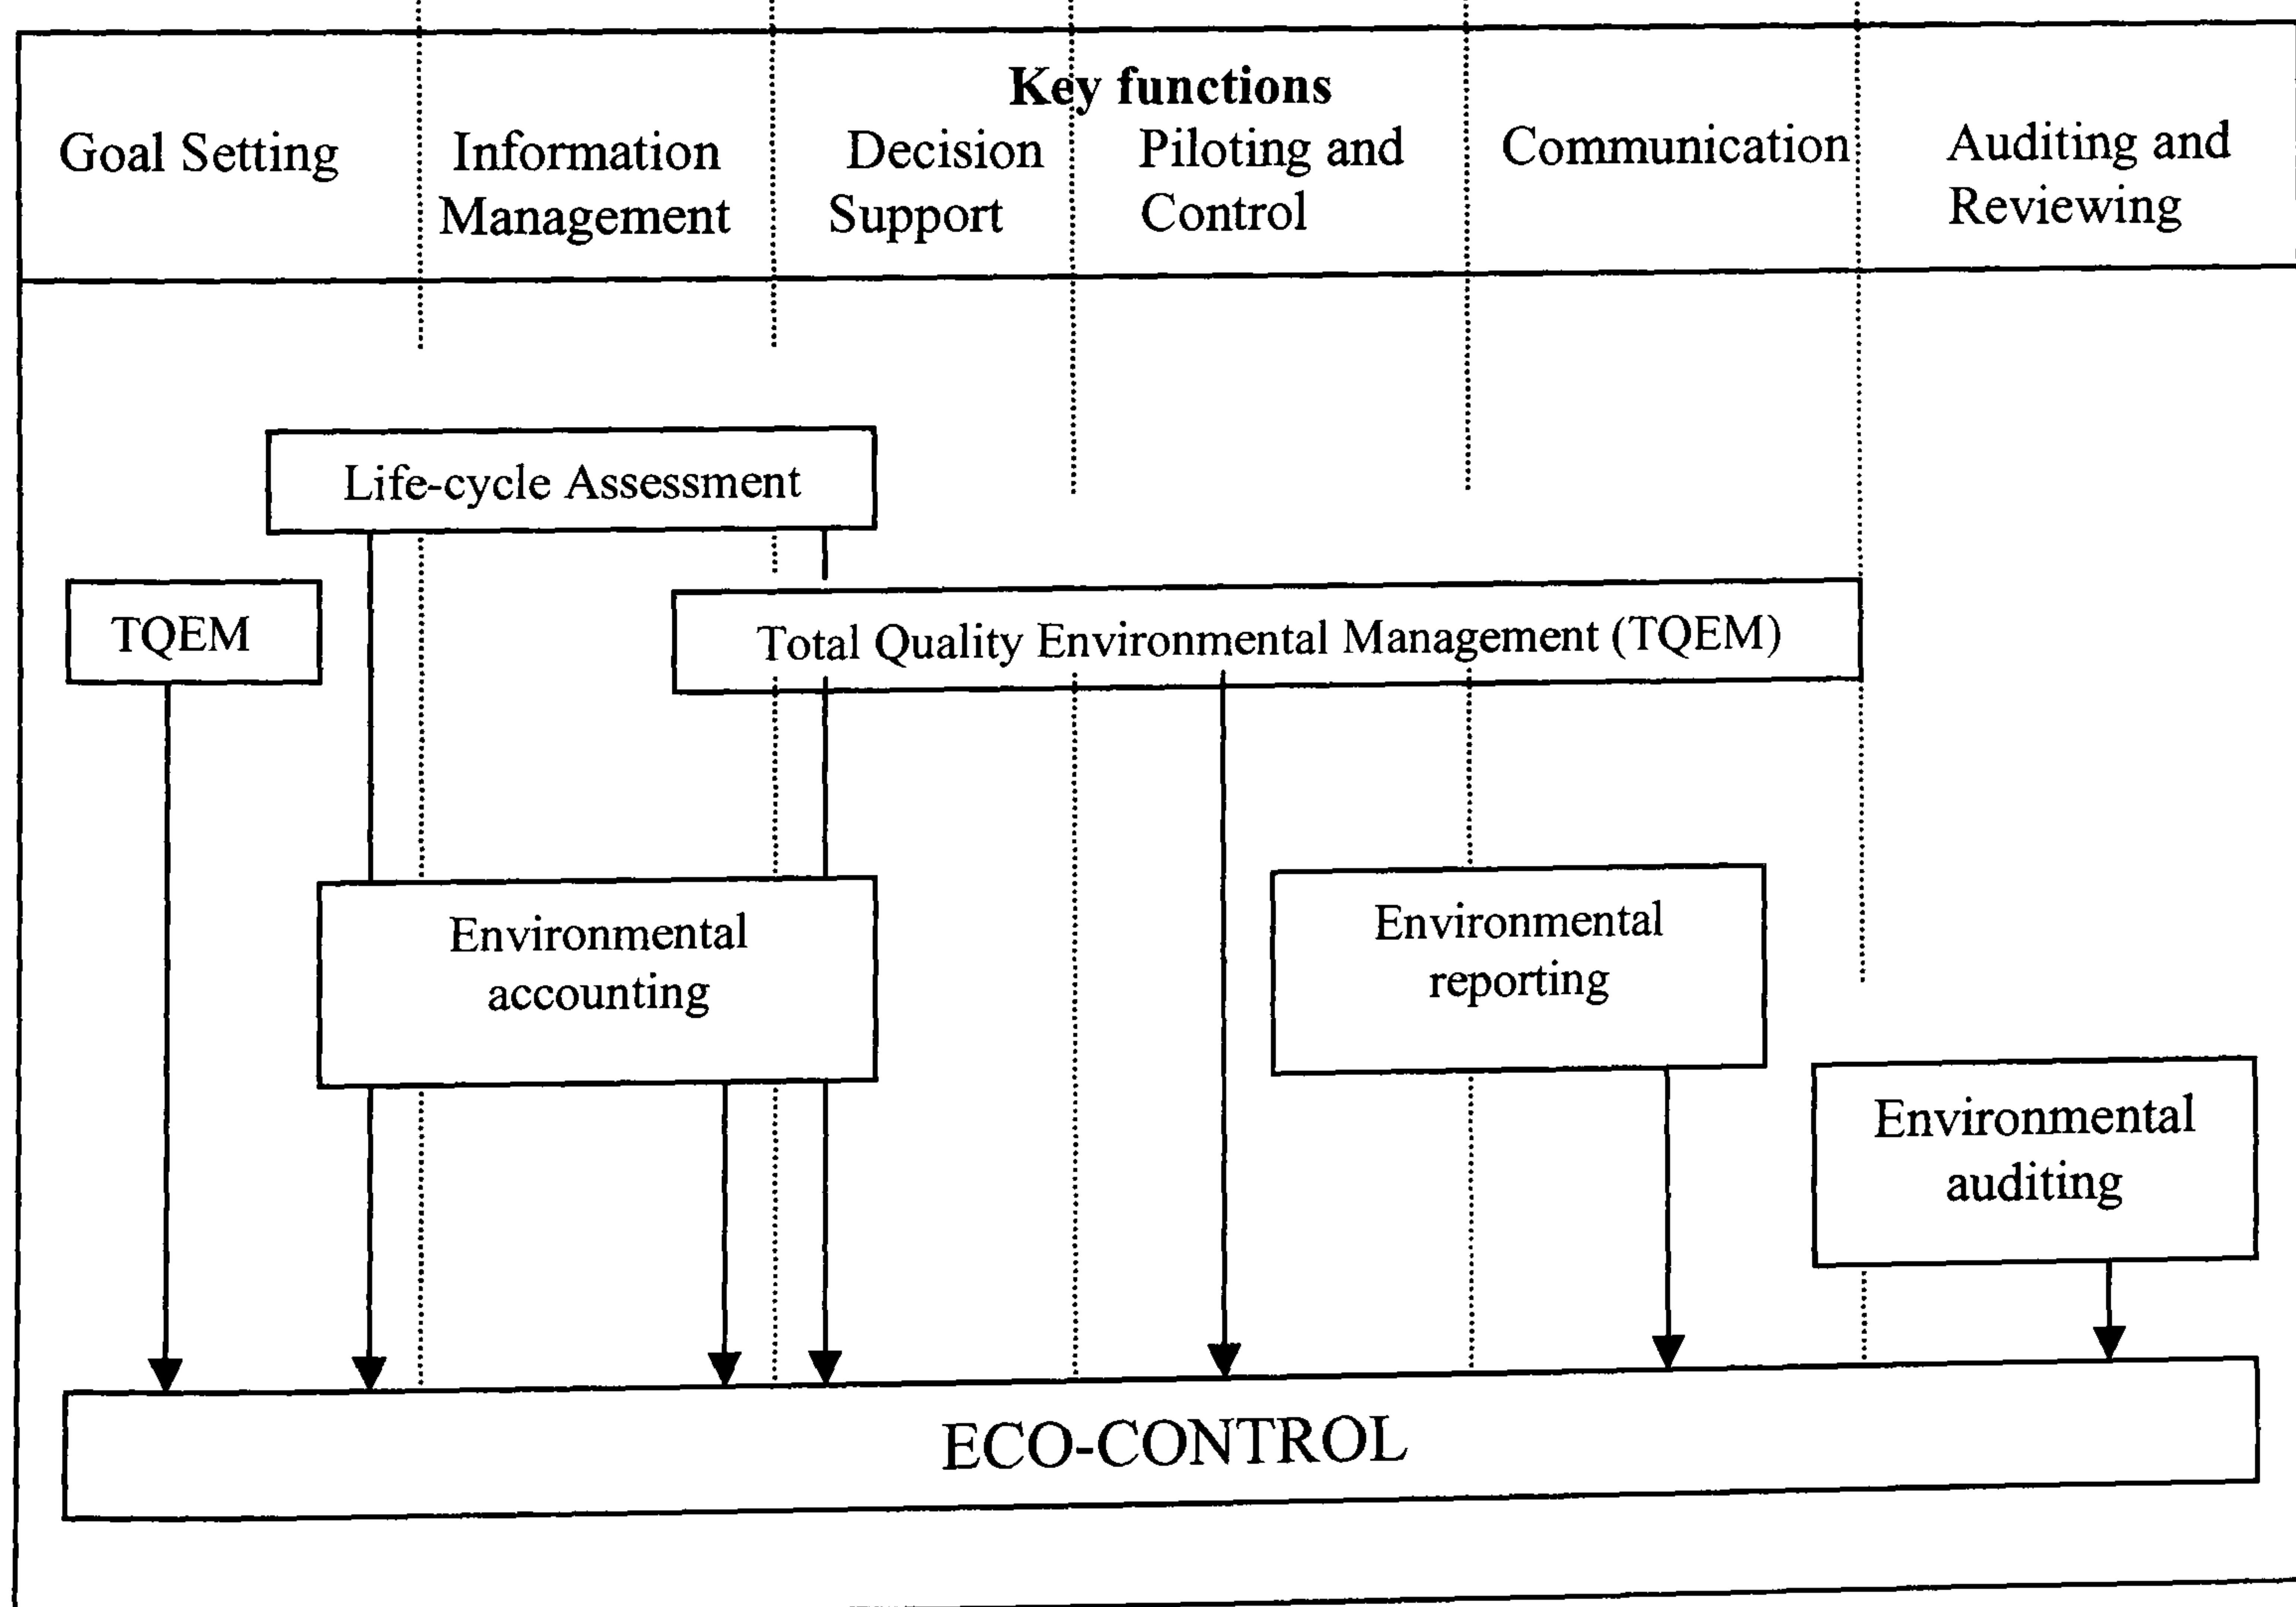 Key functions
Goal Setting
Information
Management
Decision
Support
Piloting and
Control
Communication
Auditing and
Reviewing
Life-cycle Assessment
TQEM
Total Quality Environmental Management (TQEM)
Environmental
accounting
Environmental
reporting
Environmental
auditing
ECO-CONTROL